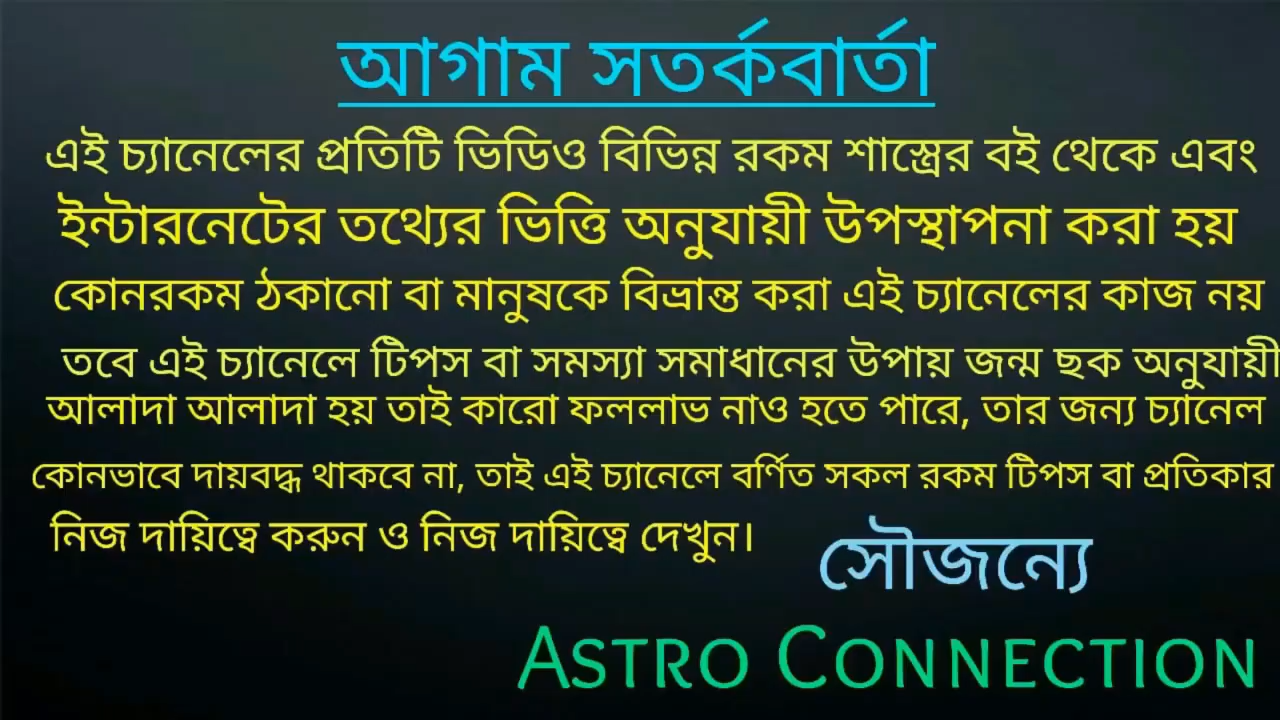 আগাম সতর্কবার্তা
এই চ্যানেলের প্রতিটি ভিডিও বিভিন্ন রকম শাস্ত্রের বই থেকে এবং
ইন্টারনেটের তথ্যের ভিত্তি অনুযায়ী উপস্থাপনা করা হয়
কোনরকম ঠকানো বা মানুষকে বিভ্রান্ত করা এই চ্যানেলের কাজ নয়
তবে এই চ্যানেলে টিপস বা সমস্যা সমাধানের উপায় জন্ম ছক অনুযায়ী
আলাদা আলাদা হয় তাই কারো ফললাভ নাও হতে পারে, তার জন্য চ্যানেল
কোনভাবে দায়বদ্ধ থাকবে না, তাই এই চ্যানেলে বর্ণিত সকল রকম টিপস বা প্রতিকার
নিজ দায়িত্বে করুন ও নিজ দায়িত্বে দেখুন।
সৌজন্যে
ASTRO CONNECTION